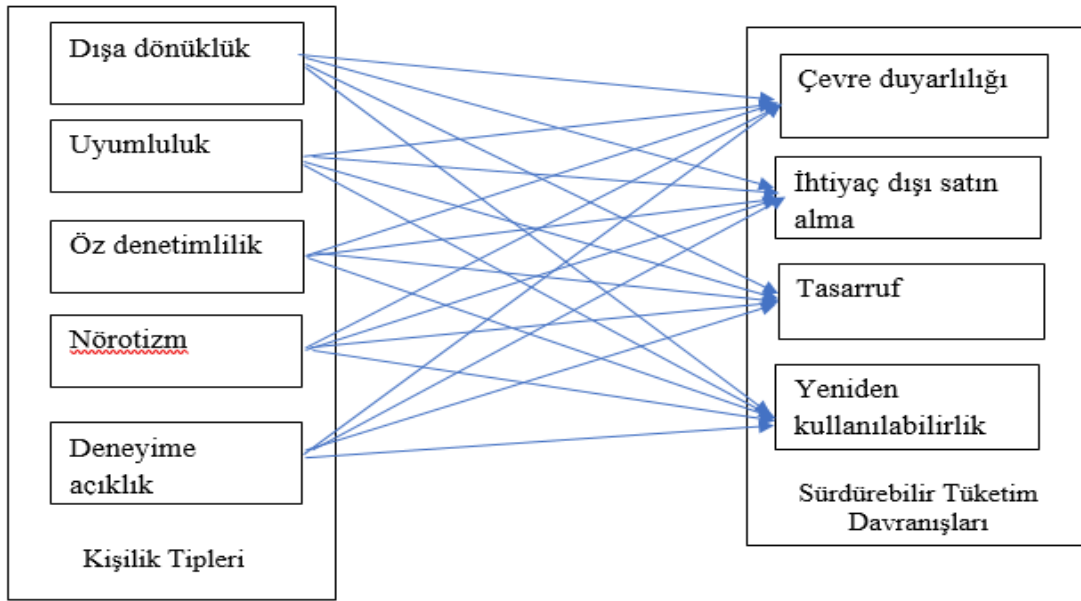 Dışa dönüklük
Uyumluluk
Öz denetimlilik
Nörotizm
Deneyime
açıklık
Kişilik Tipleri
Çevre duyarlılığı
İhtiyaç dışı satın
alma
Tasarruf
Yeniden
kullanılabilirlik
Sürdürebilir Tüketim
Davranışları